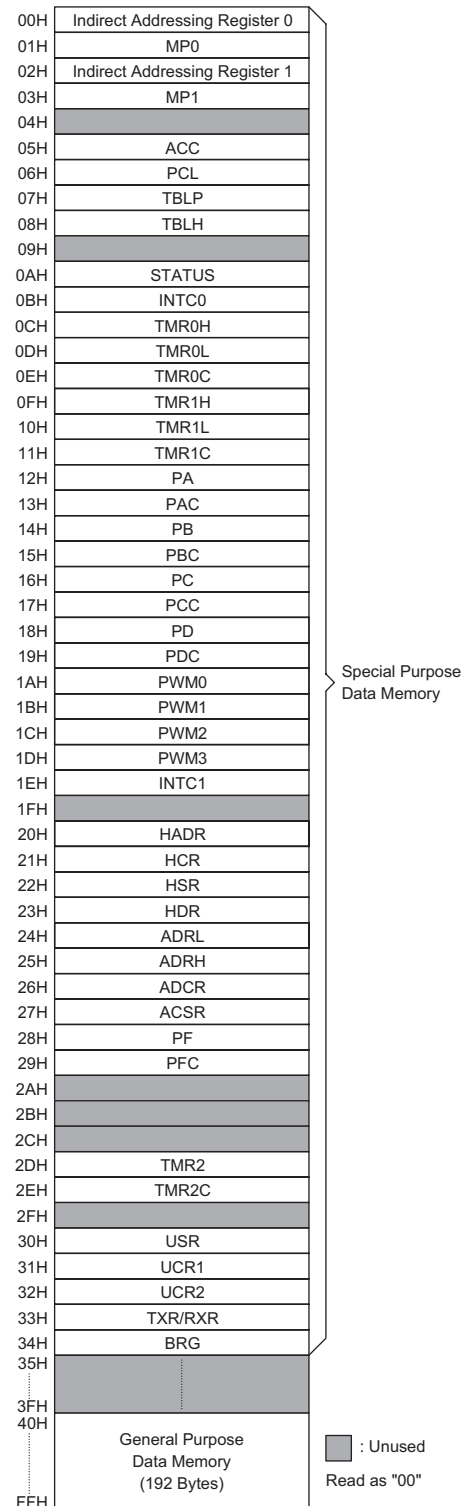 00H Indirect Addressing Register 0
01H MP0
02H Indirect Addressing Register 1
03H MP1
04H
05H ACC
06H PCL
07H TBLP
08H TBLH
09H
0AH STATUS
0BH INTC0
0CH TMR0H
0DH TMR0L
0EH TMR0C
0FH TMR1H
10H TMR1L
11H TMR1C
12H PA
13H PAC
14H PB
15H PBC
16H PC
17H PCC
18H PD
19H PDC
1AH PWM0
1BH PWM1
1CH PWM2
1DH PWM3
1EH INTC1
1FH
20H HADR
21H HCR
22H HSR
23H HDR
24H ADRL
25H ADRH
26H ADCR
27H ACSR
28H PF
29H PFC
2AH
2BH
2CH
2DH TMR2
2EH TMR2C
2FH
30H USR
31H UCR1
32H UCR2
33H TXR/RXR
34H BRG
35H
3FH
40H
General Purpose
Data Memory
(192 Bytes)
FFH
Special Purpose
Data Memory
: Unused
Read as "00"